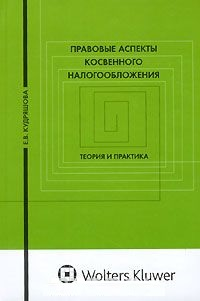 Е.В. КУДРЯШОВА
ПРАВОВЫЕ АСПЕКТЫ
КОСВЕННОГО
НАЛОГООБЛОЖЕНИЯ
ТЕОРИЯ И ПРАКТИКА
Wolters Kluwer